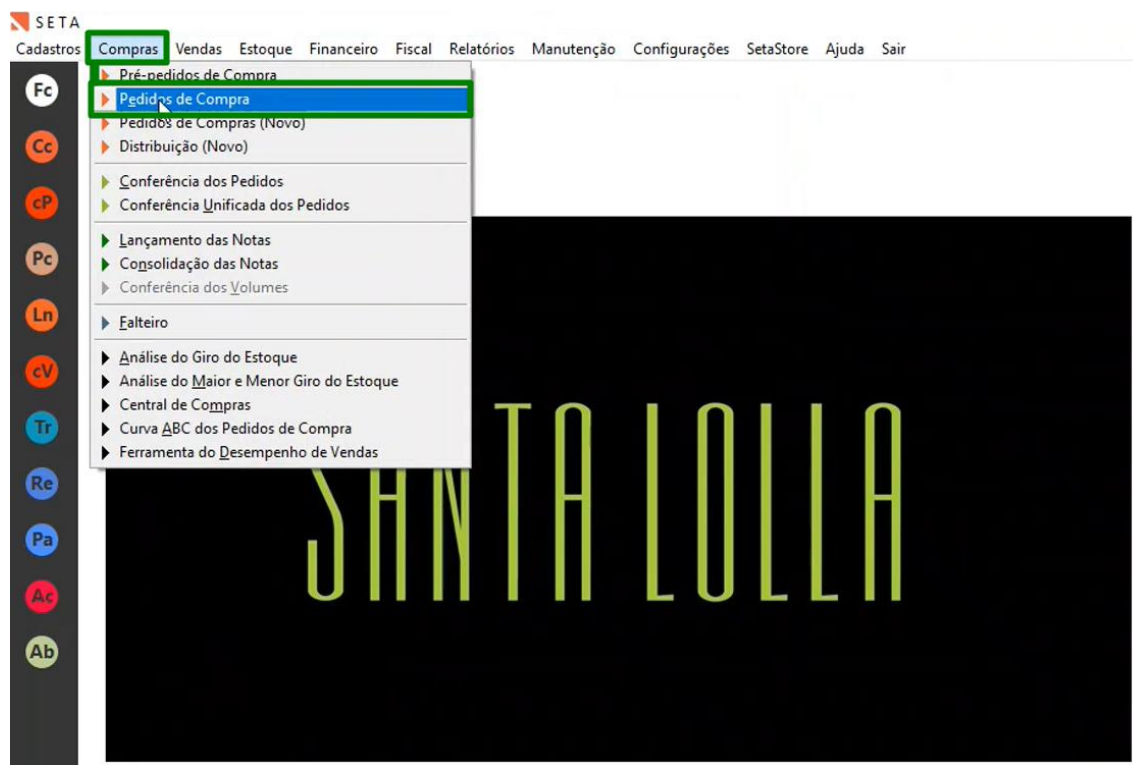 SETA
Cadastros Compras Vendas Estoque Financeiro Fiscal Relatórios Manutenção Configurações SetaStore Ajuda Sair
Pré-pedidos de Compra
Pedidos de Compra
Pedidos de Compras (Novo)
Distribuição (Novo)
Conferência dos Pedidos
Conferência Unificada dos Pedidos
Lançamento das Notas
Consolidação das Notas
Conferência dos Volumes
Falteiro
Análise do Giro do Estoque
Análise do Maior e Menor Giro do Estoque
Central de Compras
Curva ABC dos Pedidos de Compra
Ferramenta do Desempenho de Vendas
Fc
Cc
cP
Pc
Ln
cV
Tr
Re
Pa
Ac
Ab
SANTA LOLLA